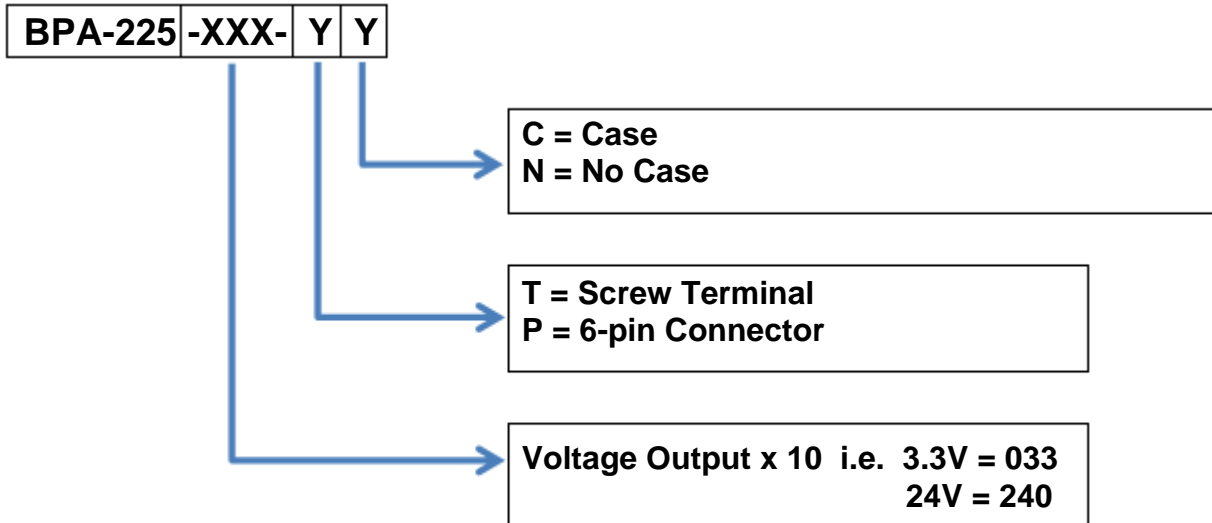 BPA-225 -XXX- Y Y
C = Case
N = No Case
T = Screw Terminal
P = 6-pin Connector
Voltage Output x 10 i.e. 3.3V = 033
24V = 240